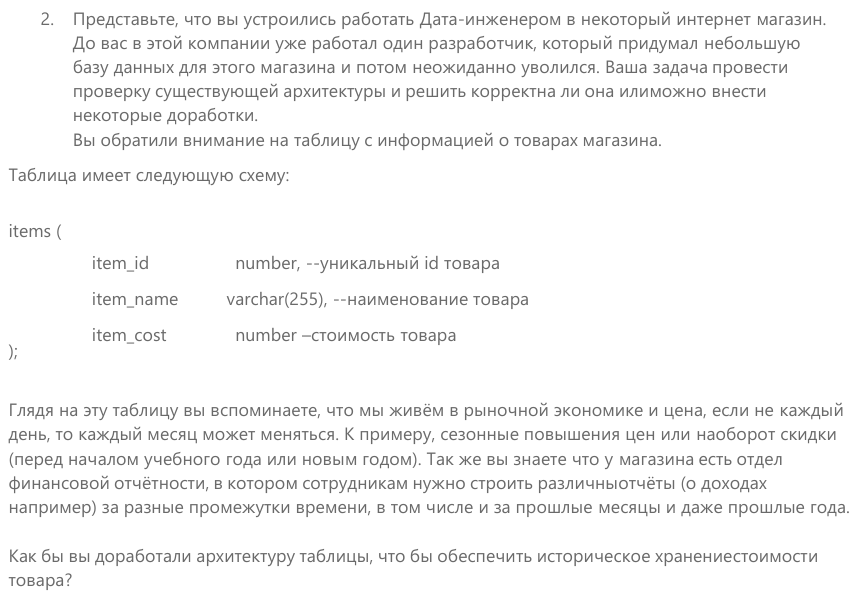 2. Представьте, что вы устроились работать Дата-инженером в некоторый интернет магазин.
До вас в этой компании уже работал один разработчик, который придумал небольшую
базу данных для этого магазина и потом неожиданно уволился. Ваша задача провести
проверку существующей архитектуры и решить корректна ли она илиможно внести
некоторые доработки.
Вы обратили внимание на таблицу с информацией о товарах магазина.
Таблица имеет следующую схему:
items (
item_id number, --уникальный id товара
item_name varchar(255), --наименование товара
item_cost number –стоимость товара
);
Глядя на эту таблицу вы вспоминаете, что мы живём в рыночной экономике и цена, если не каждый
день, то каждый месяц может меняться. К примеру, сезонные повышения цен или наоборот скидки
(перед началом учебного года или новым годом). Так же вы знаете что у магазина есть отдел
финансовой отчётности, в котором сотрудникам нужно строить различныотчёты (о доходах
например) за разные промежутки времени, в том числе и за прошлые месяцы и даже прошлые года.
Как бы вы доработали архитектуру таблицы, что бы обеспечить историческое хранениестоимости
товара?